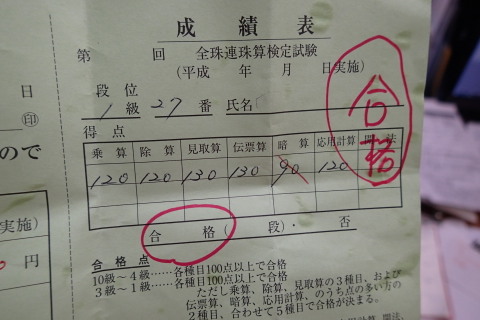 成績表
第 回 全珠連珠算検定試験
(平成 年 月 日実施)
合格
日
段位
1級 27番 氏名
印
得点
ので
乗算 除算 見取算 伝票算 暗算 応用計算 開法
120 120 130 130 90 120
実施)
合 格 ( 段)・否
円
合格点
10級～4級……各種目100点以上で合格
3級～1級……各種目100点以上で合格
ただし乗算、除算、見取算の3種目、および
伝票算、暗算、応用計算、のうち点の多い方の
2種目、合わせて5種目で合格が決まる。